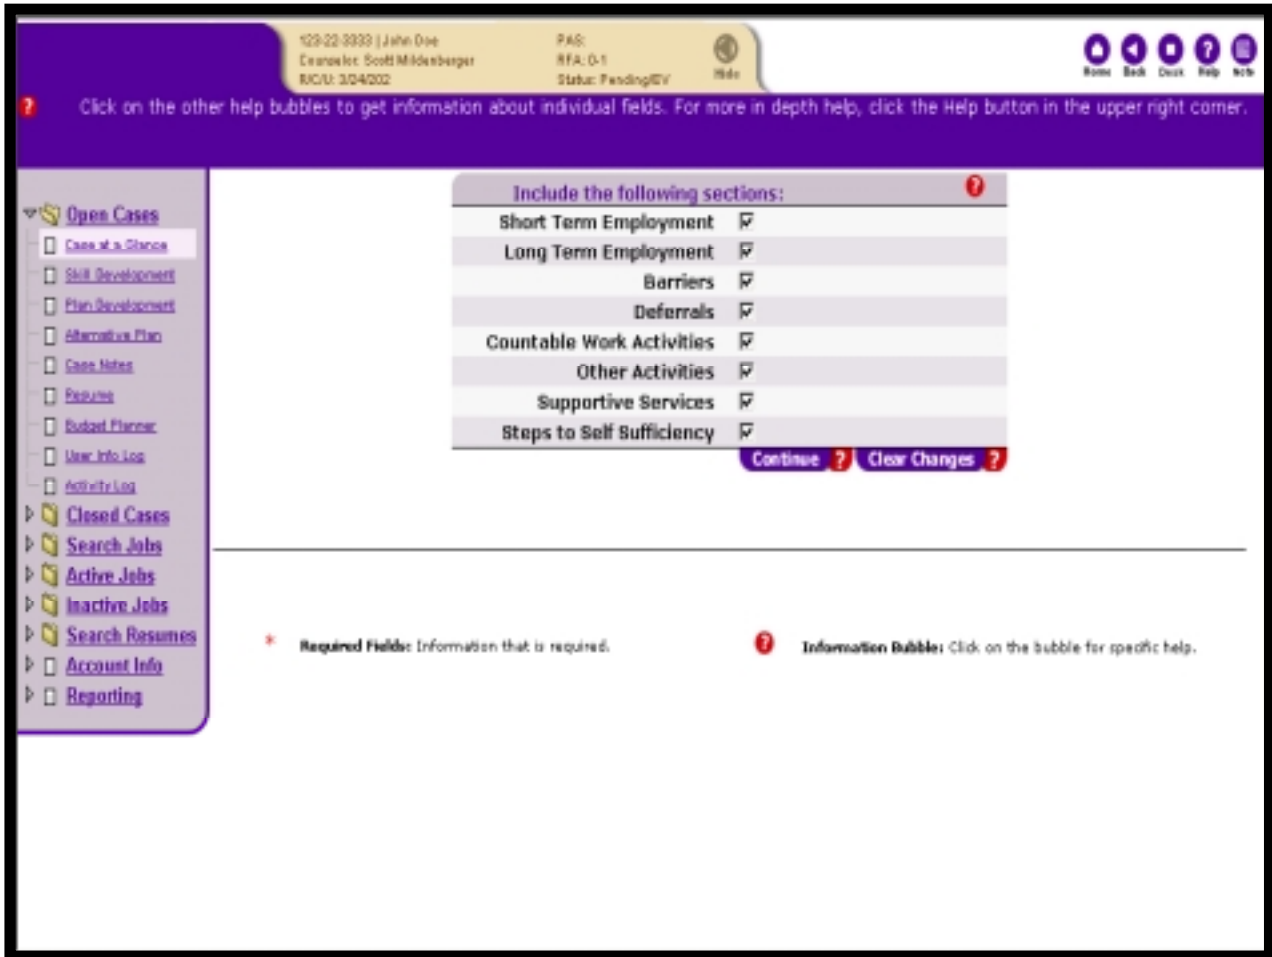 123-22-3333 | John Doe
Counselor: Scott Mildenberger
R/C/U: 3/24/202
PAS:
RFA: 0-1
Status: Pending/EV
Hide
Home Back Desk Help Note
Click on the other help bubbles to get information about individual fields. For more in depth help, click the Help button in the upper right corner.
Open Cases
Case at a Glance
Skill Development
Plan Development
Alternative Plan
Case Notes
Resume
Budget Planner
User Info Log
Activity Log
Closed Cases
Search Jobs
Active Jobs
Inactive Jobs
Search Resumes
Account Info
Reporting
Include the following sections: ?
Short Term Employment
Long Term Employment
Barriers
Deferrals
Countable Work Activities
Other Activities
Supportive Services
Steps to Self Sufficiency
Continue ? Clear Changes ?
* Required Fields: Information that is required.
? Information Bubble: Click on the bubble for specific help.